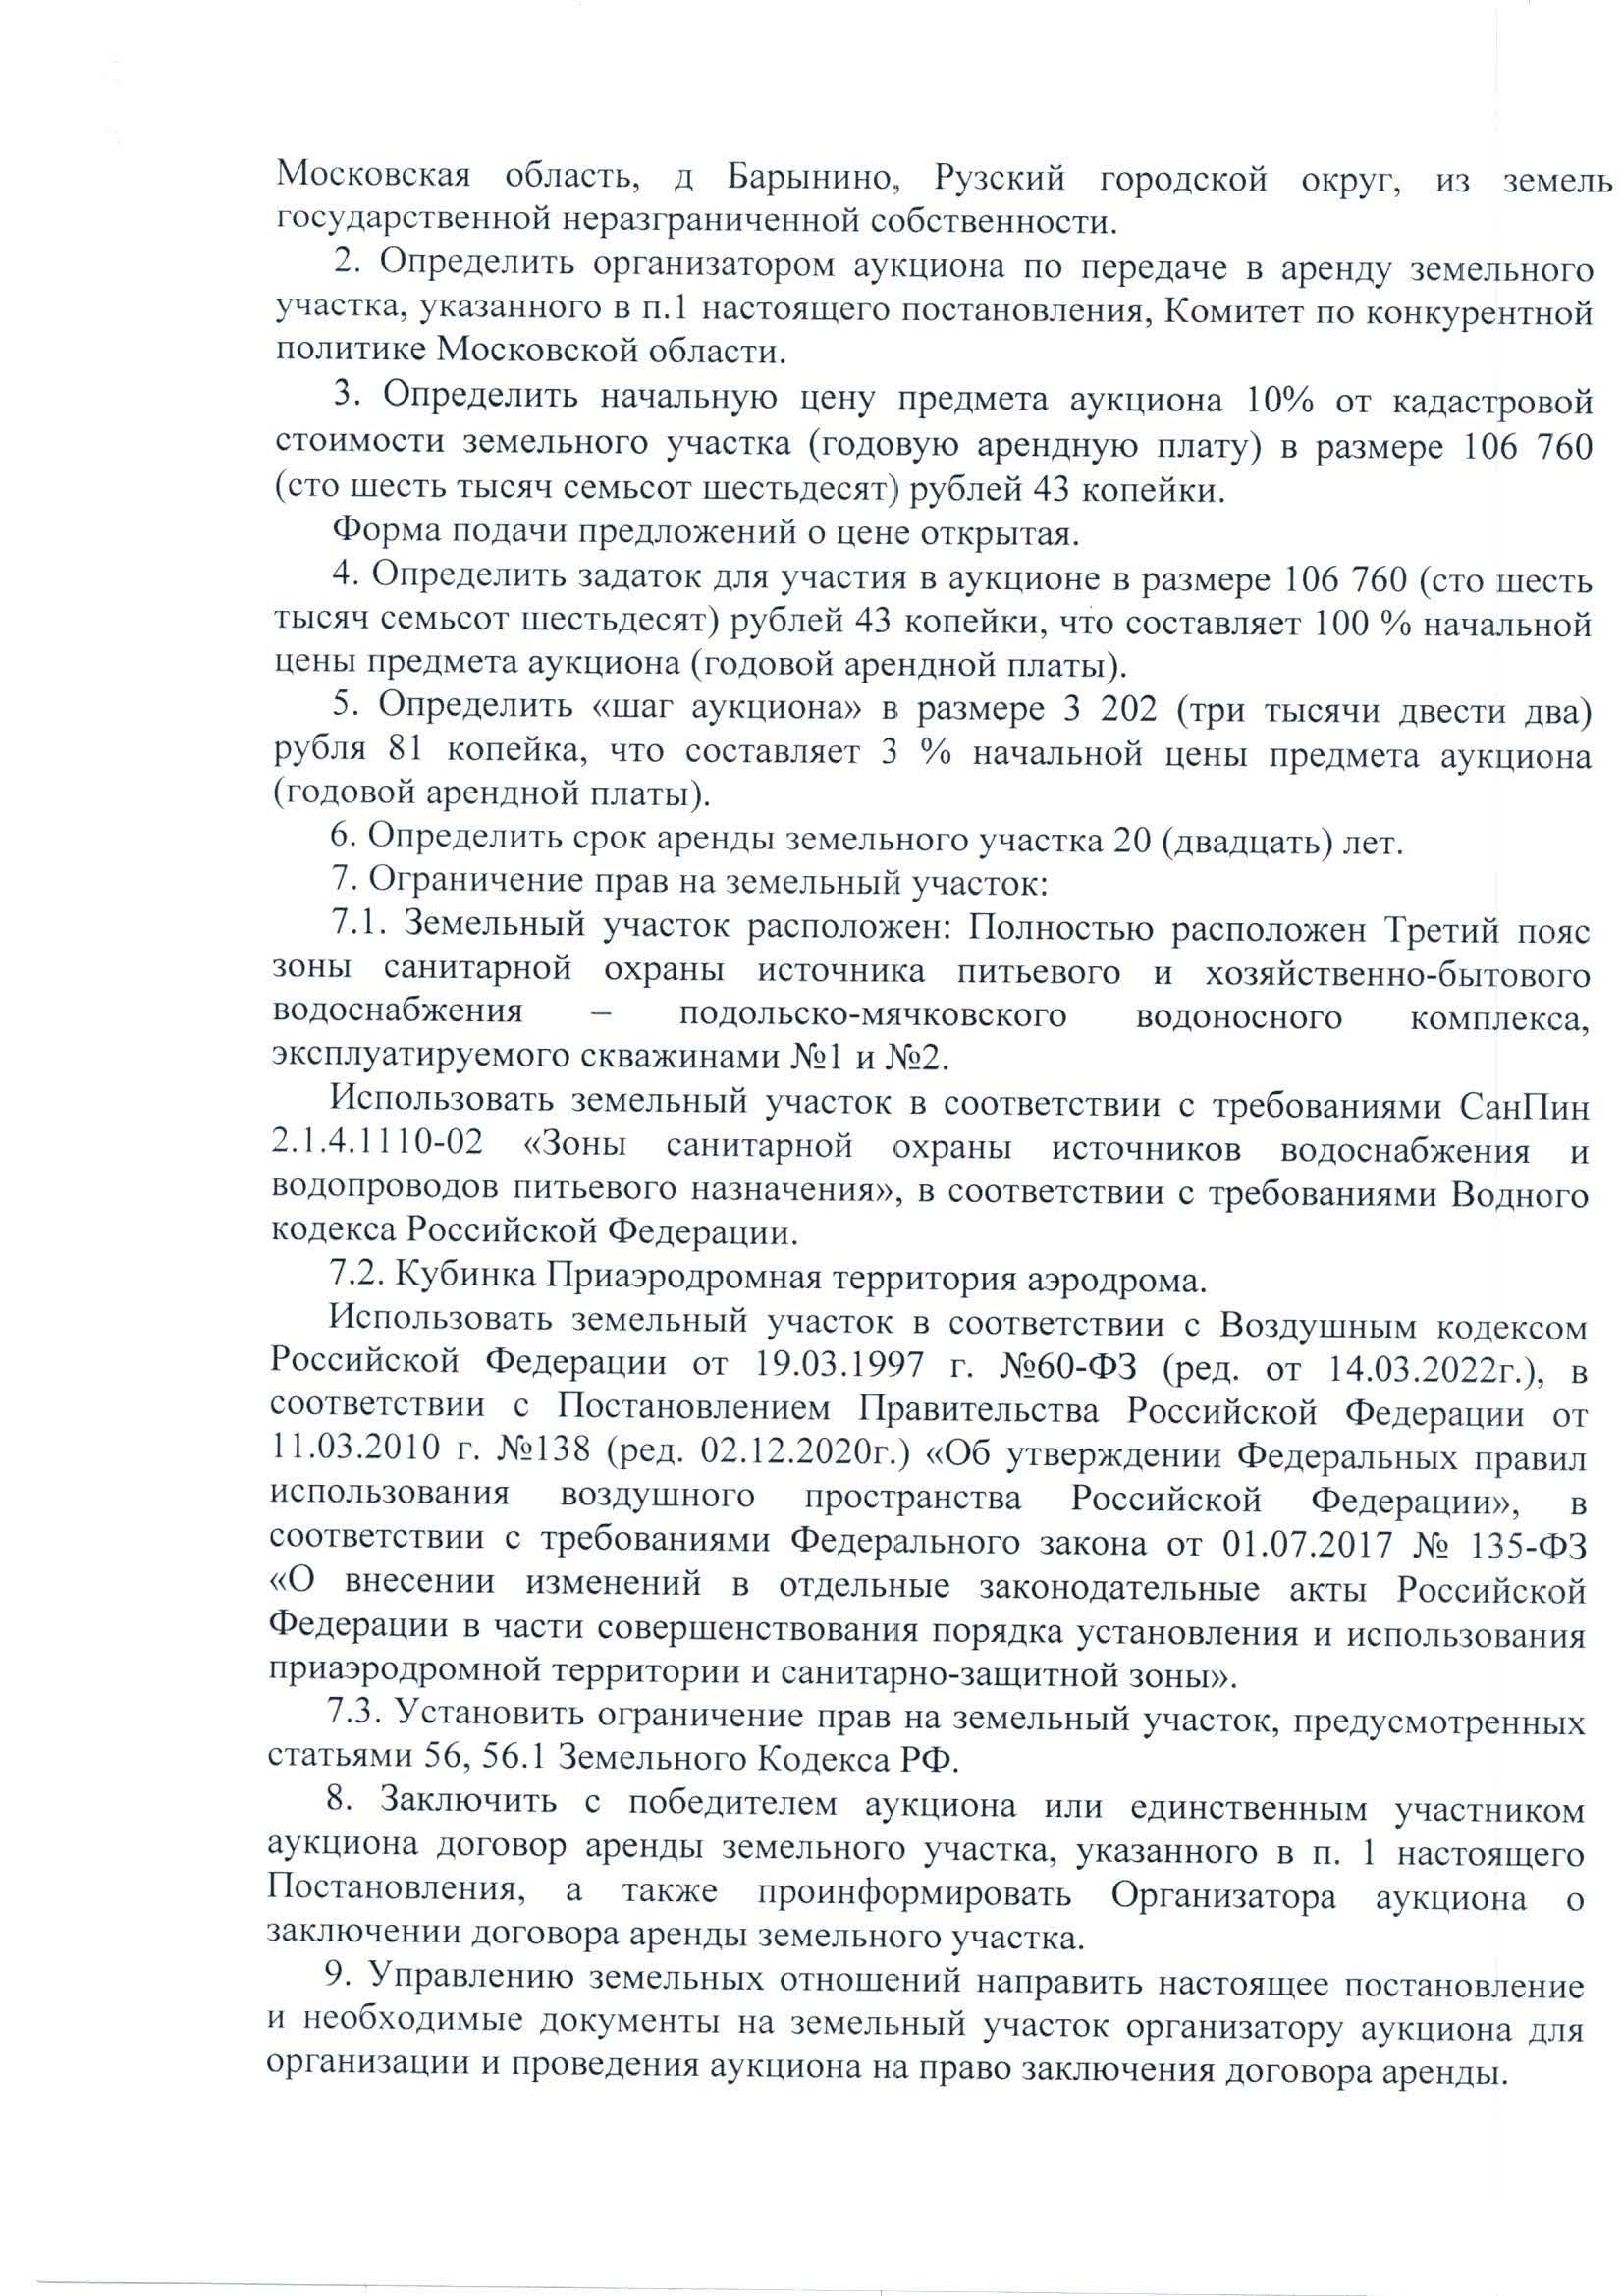 Московская область, д Барынино, Рузский городской округ, из земель
государственной неразграниченной собственности.
2. Определить организатором аукциона по передаче в аренду земельного
участка, указанного в п.1 настоящего постановления, Комитет по конкурентной
политике Московской области.
3. Определить начальную цену предмета аукциона 10% от кадастровой
стоимости земельного участка (годовую арендную плату) в размере 106 760
(сто шесть тысяч семьсот шестьдесят) рублей 43 копейки.
Форма подачи предложений о цене открытая.
4. Определить задаток для участия в аукционе в размере 106 760 (сто шесть
тысяч семьсот шестьдесят) рублей 43 копейки, что составляет 100 % начальной
цены предмета аукциона (годовой арендной платы).
5. Определить «шаг аукциона» в размере 3 202 (три тысячи двести два)
рубля 81 копейка, что составляет 3 % начальной цены предмета аукциона
(годовой арендной платы).
6. Определить срок аренды земельного участка 20 (двадцать) лет.
7. Ограничение прав на земельный участок:
7.1. Земельный участок расположен: Полностью расположен Третий пояс
зоны санитарной охраны источника питьевого и хозяйственно-бытового
водоснабжения – подольско-мячковского водоносного комплекса,
эксплуатируемого скважинами №1 и №2.
Использовать земельный участок в соответствии с требованиями СанПин
2.1.4.1110-02 «Зоны санитарной охраны источников водоснабжения и
водопроводов питьевого назначения», в соответствии с требованиями Водного
кодекса Российской Федерации.
7.2. Кубинка Приаэродромная территория аэродрома.
Использовать земельный участок в соответствии с Воздушным кодексом
Российской Федерации от 19.03.1997 г. №60-ФЗ (ред. от 14.03.2022г.), в
соответствии с Постановлением Правительства Российской Федерации от
11.03.2010 г. №138 (ред. 02.12.2020г.) «Об утверждении Федеральных правил
использования воздушного пространства Российской Федерации», в
соответствии с требованиями Федерального закона от 01.07.2017 № 135-ФЗ
«О внесении изменений в отдельные законодательные акты Российской
Федерации в части совершенствования порядка установления и использования
приаэродромной территории и санитарно-защитной зоны».
7.3. Установить ограничение прав на земельный участок, предусмотренных
статьями 56, 56.1 Земельного Кодекса РФ.
8. Заключить с победителем аукциона или единственным участником
аукциона договор аренды земельного участка, указанного в п. 1 настоящего
Постановления, а также проинформировать Организатора аукциона о
заключении договора аренды земельного участка.
9. Управлению земельных отношений направить настоящее постановление
и необходимые документы на земельный участок организатору аукциона для
организации и проведения аукциона на право заключения договора аренды.